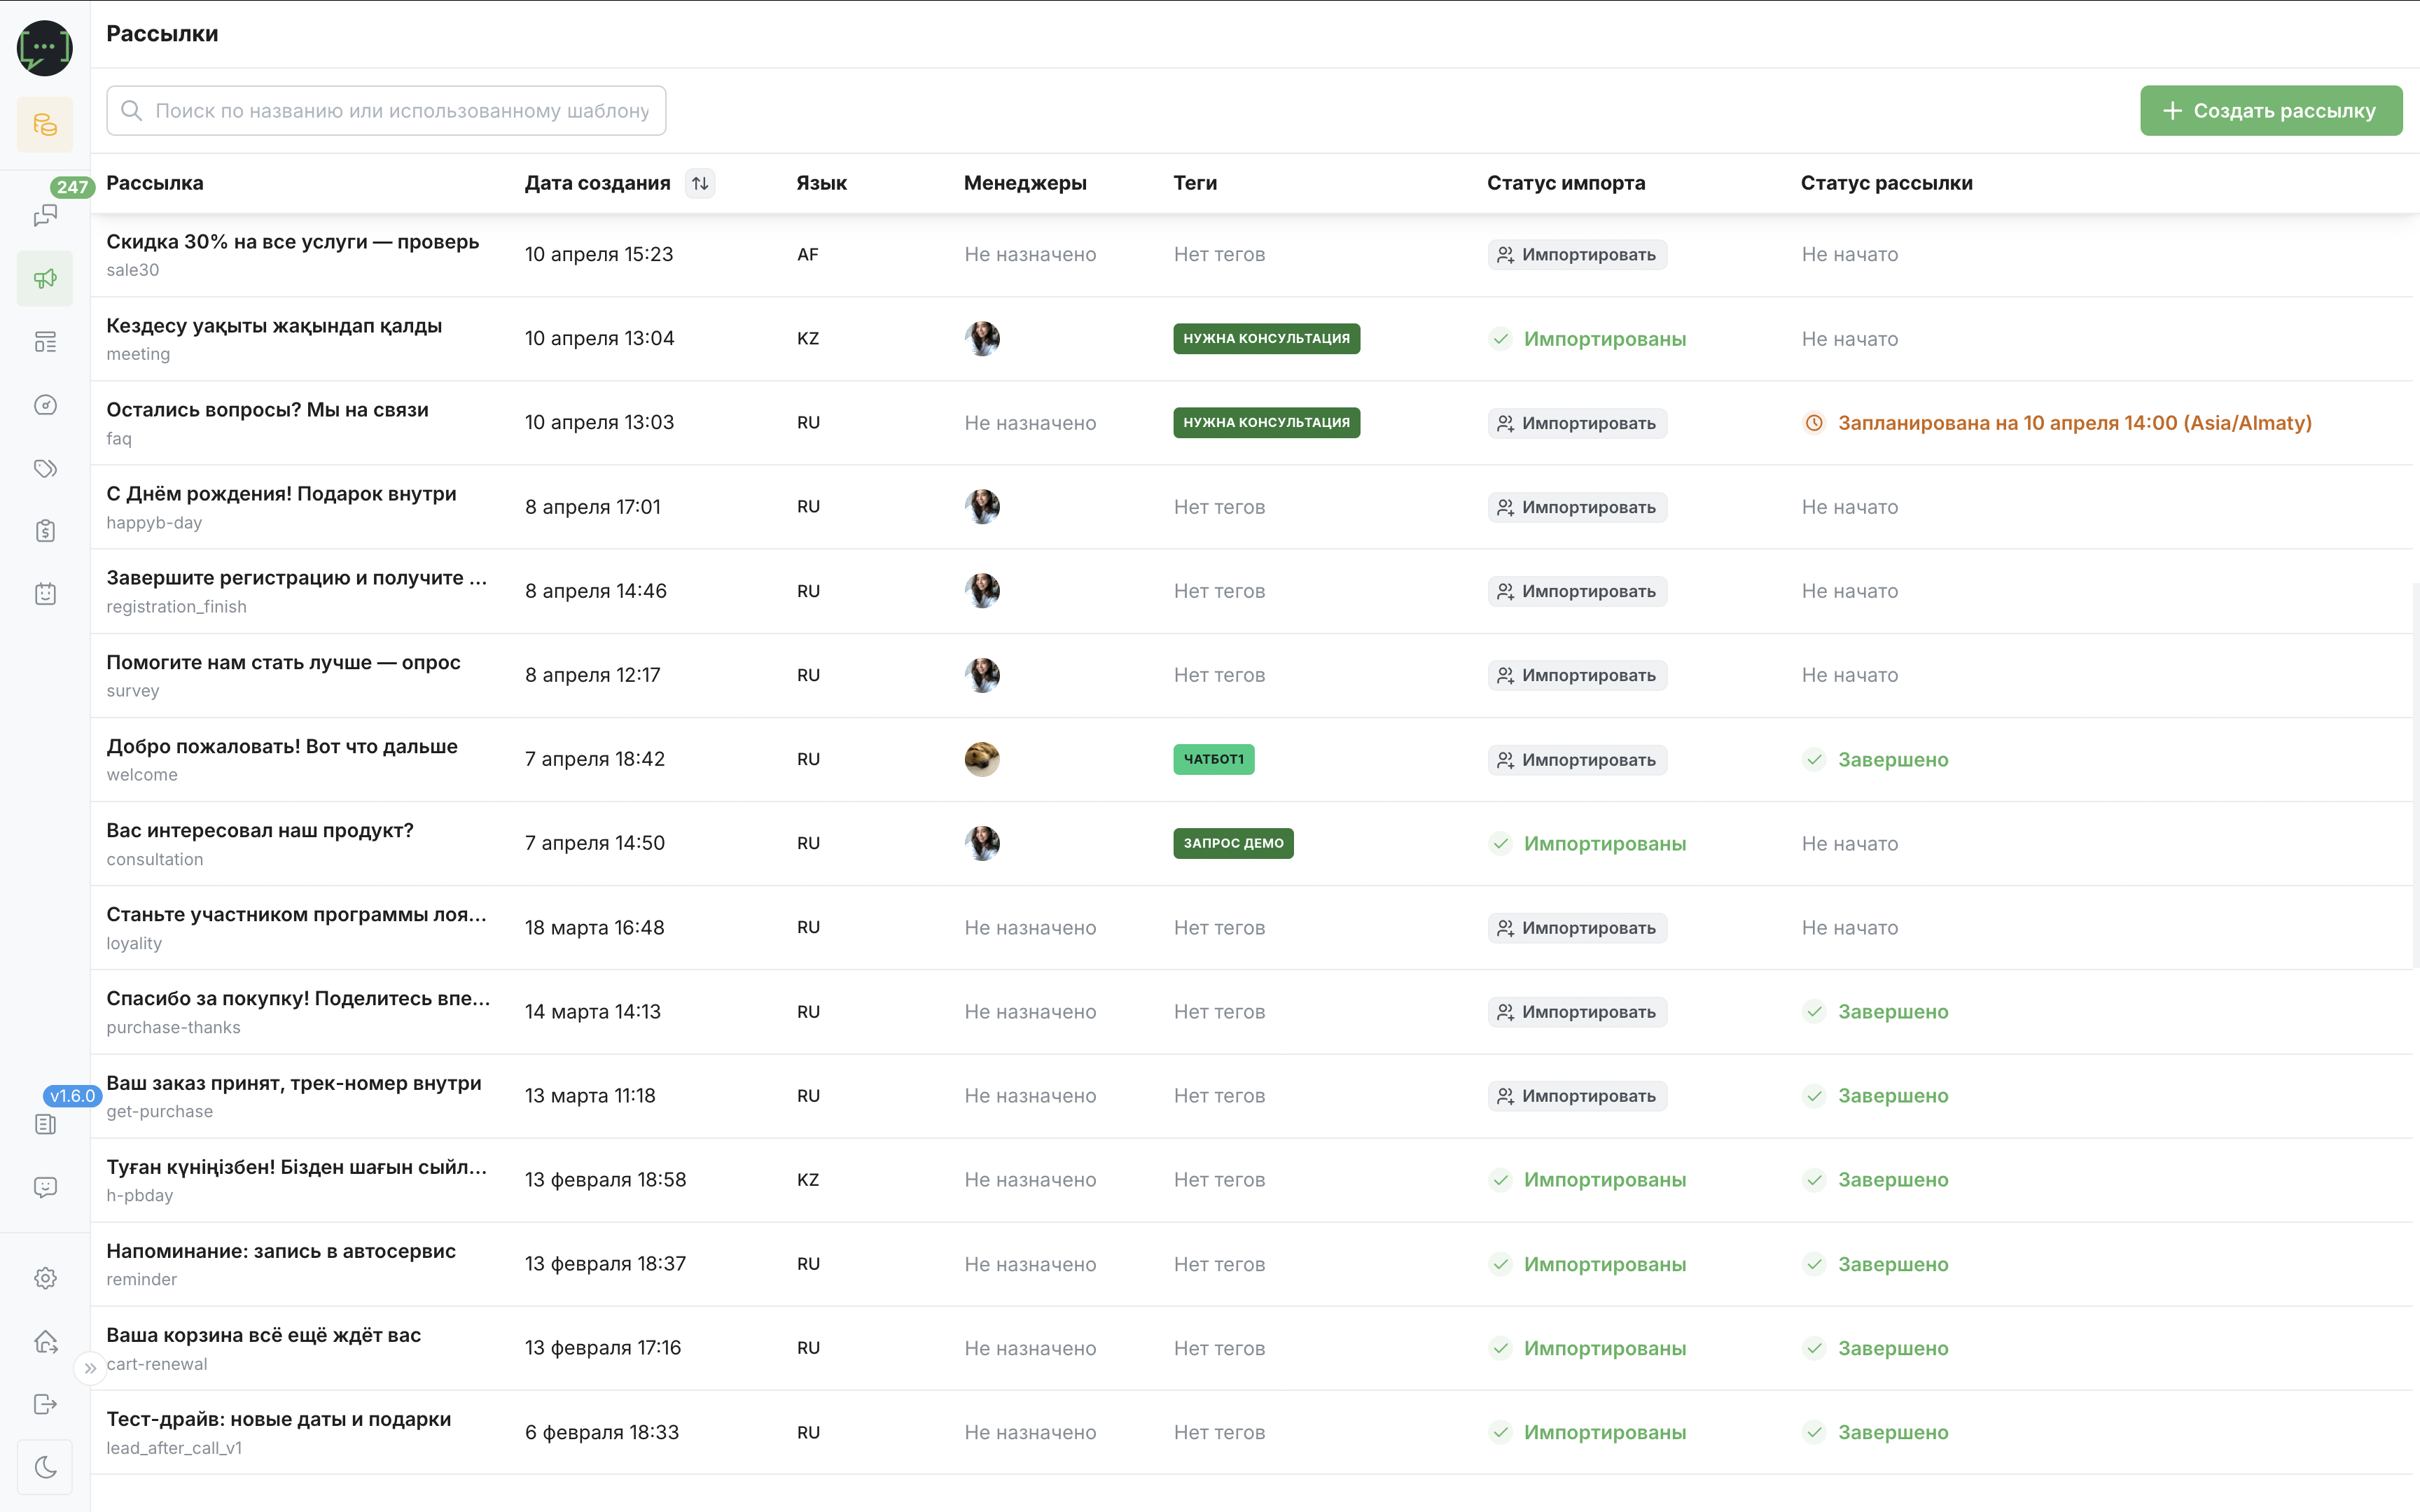 Рассылки
Поиск по названию или использованному шаблону
Создать рассылку
247
Рассылка Дата создания Язык Менеджеры Теги Статус импорта Статус рассылки
Скидка 30% на все услуги — проверь
sale30
10 апреля 15:23 AF Не назначено Нет тегов Импортировать Не начато
Кездесу уақыты жақындап қалды
meeting
10 апреля 13:04 KZ НУЖНА КОНСУЛЬТАЦИЯ Импортированы Не начато
Остались вопросы? Мы на связи
faq
10 апреля 13:03 RU Не назначено НУЖНА КОНСУЛЬТАЦИЯ Импортировать Запланирована на 10 апреля 14:00 (Asia/Almaty)
С Днём рождения! Подарок внутри
happyb-day
8 апреля 17:01 RU Нет тегов Импортировать Не начато
Завершите регистрацию и получите ...
registration_finish
8 апреля 14:46 RU Нет тегов Импортировать Не начато
Помогите нам стать лучше — опрос
survey
8 апреля 12:17 RU Нет тегов Импортировать Не начато
Добро пожаловать! Вот что дальше
welcome
7 апреля 18:42 RU ЧАТБОТ1 Импортировать Завершено
Вас интересовал наш продукт?
consultation
7 апреля 14:50 RU ЗАПРОС ДЕМО Импортированы Не начато
Станьте участником программы лоя...
loyality
18 марта 16:48 RU Не назначено Нет тегов Импортировать Не начато
Спасибо за покупку! Поделитесь впе...
purchase-thanks
14 марта 14:13 RU Не назначено Нет тегов Импортировать Завершено
v1.6.0
Ваш заказ принят, трек-номер внутри
get-purchase
13 марта 11:18 RU Не назначено Нет тегов Импортировать Завершено
Туған күніңізбен! Бізден шағын сыйл...
h-pbday
13 февраля 18:58 KZ Не назначено Нет тегов Импортированы Завершено
Напоминание: запись в автосервис
reminder
13 февраля 18:37 RU Не назначено Нет тегов Импортированы Завершено
Ваша корзина всё ещё ждёт вас
cart-renewal
13 февраля 17:16 RU Не назначено Нет тегов Импортированы Завершено
Тест-драйв: новые даты и подарки
lead_after_call_v1
6 февраля 18:33 RU Не назначено Нет тегов Импортированы Завершено